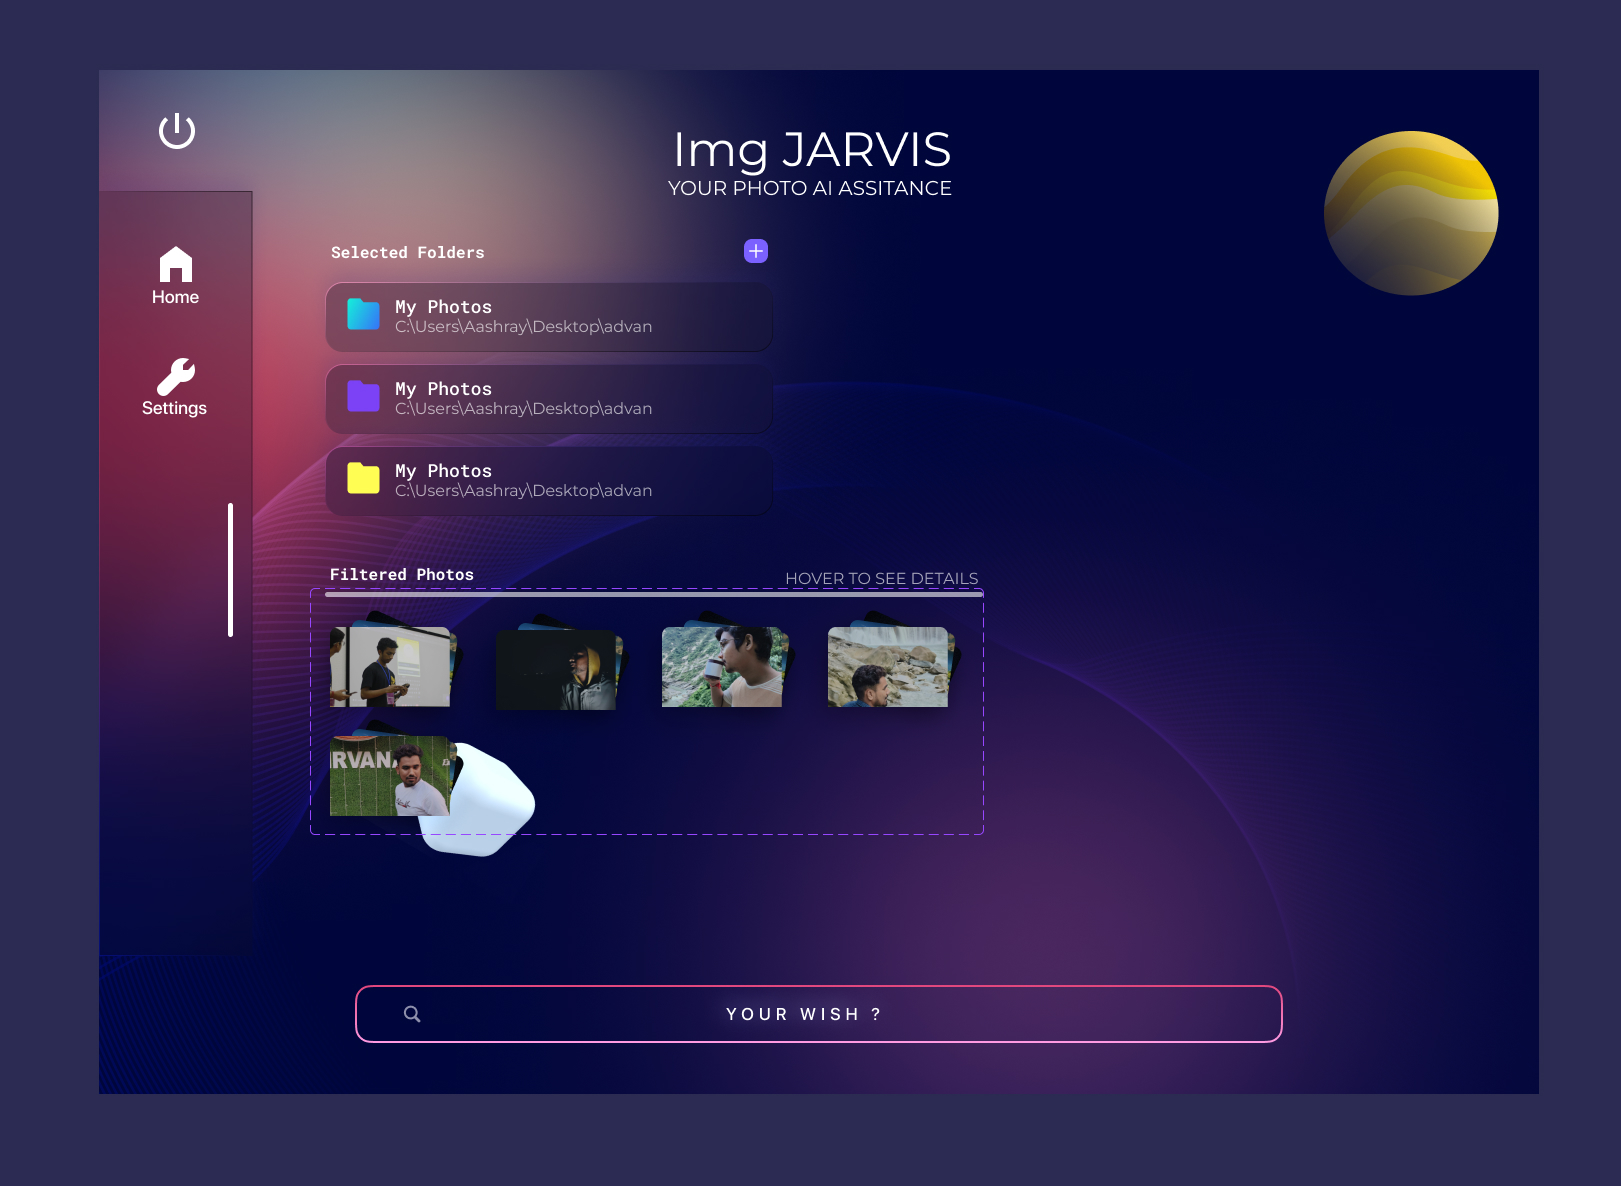 Img JARVIS
YOUR PHOTO AI ASSITANCE
Home
Settings
Selected Folders
My Photos
C:\Users\Aashray\Desktop\advan
My Photos
C:\Users\Aashray\Desktop\advan
My Photos
C:\Users\Aashray\Desktop\advan
Filtered Photos
HOVER TO SEE DETAILS
RVANA
YOUR WISH ?